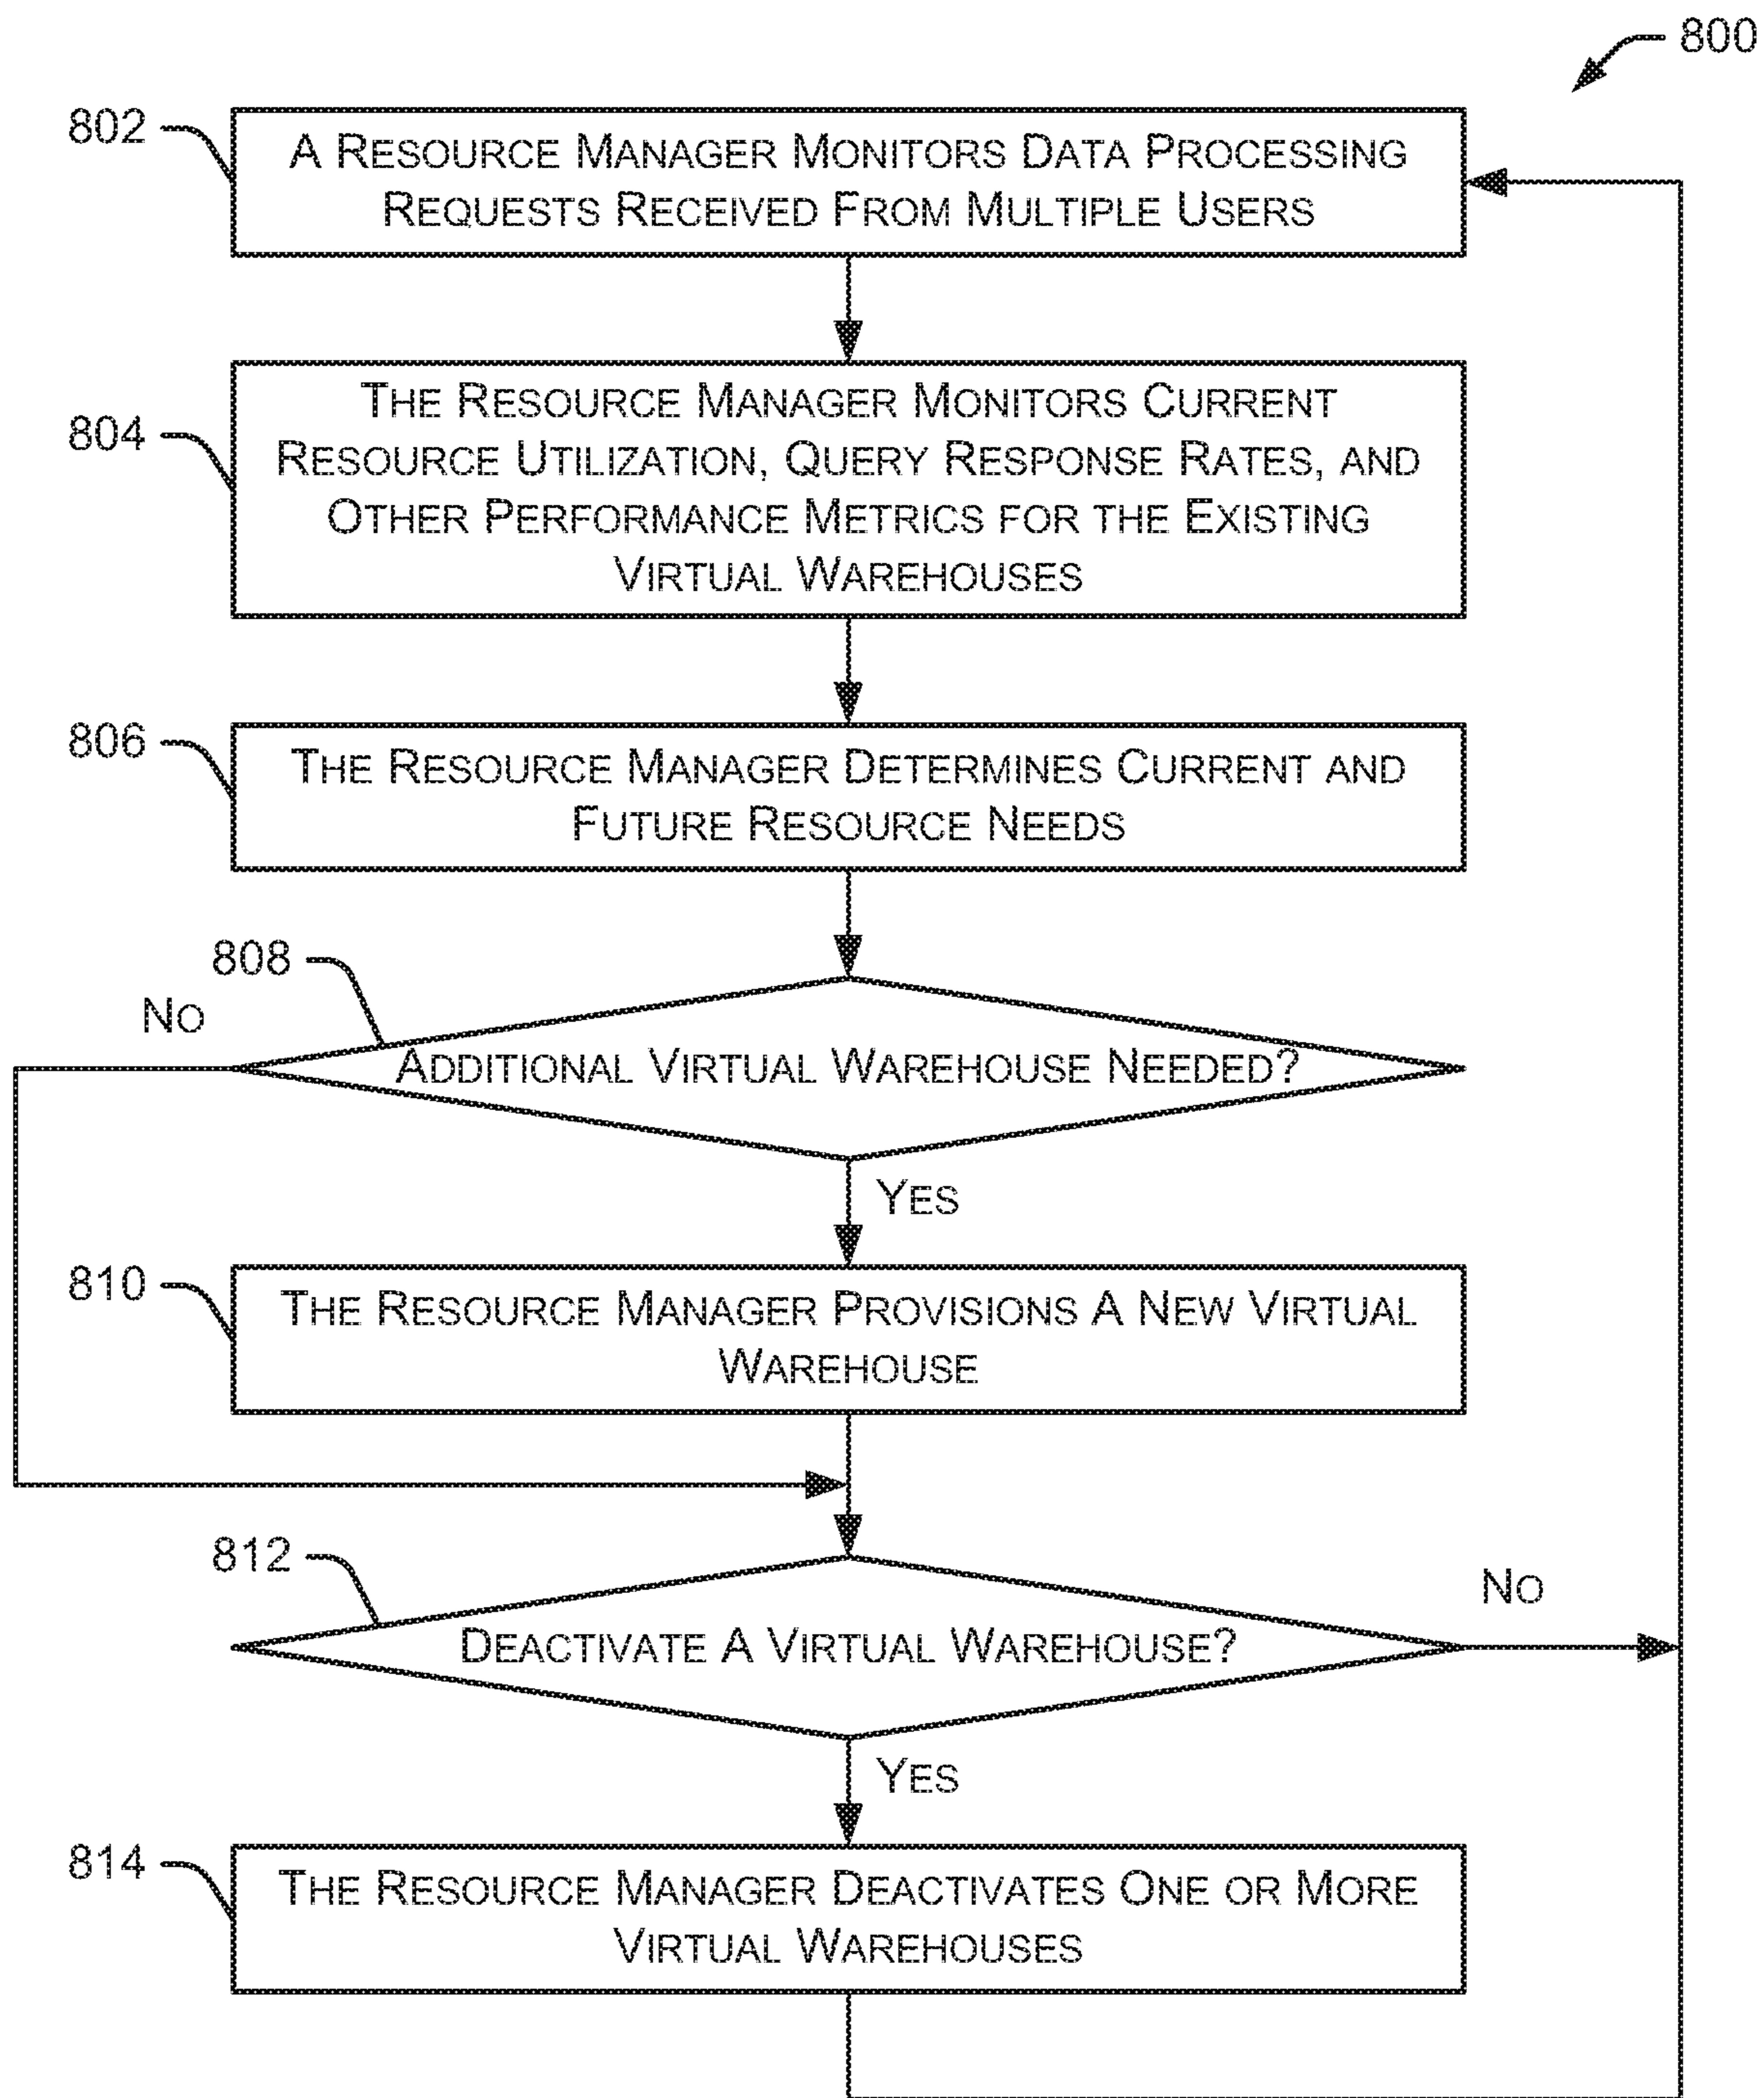 800
802
A RESOURCE MANAGER MONITORS DATA PROCESSING
REQUESTS RECEIVED FROM MULTIPLE USERS
804
THE RESOURCE MANAGER MONITORS CURRENT
RESOURCE UTILIZATION, QUERY RESPONSE RATES, AND
OTHER PERFORMANCE METRICS FOR THE EXISTING
VIRTUAL WAREHOUSES
806
THE RESOURCE MANAGER DETERMINES CURRENT AND
FUTURE RESOURCE NEEDS
808
NO
ADDITIONAL VIRTUAL WAREHOUSE NEEDED?
YES
810
THE RESOURCE MANAGER PROVISIONS A NEW VIRTUAL
WAREHOUSE
812
NO
DEACTIVATE A VIRTUAL WAREHOUSE?
YES
814
THE RESOURCE MANAGER DEACTIVATES ONE OR MORE
VIRTUAL WAREHOUSES